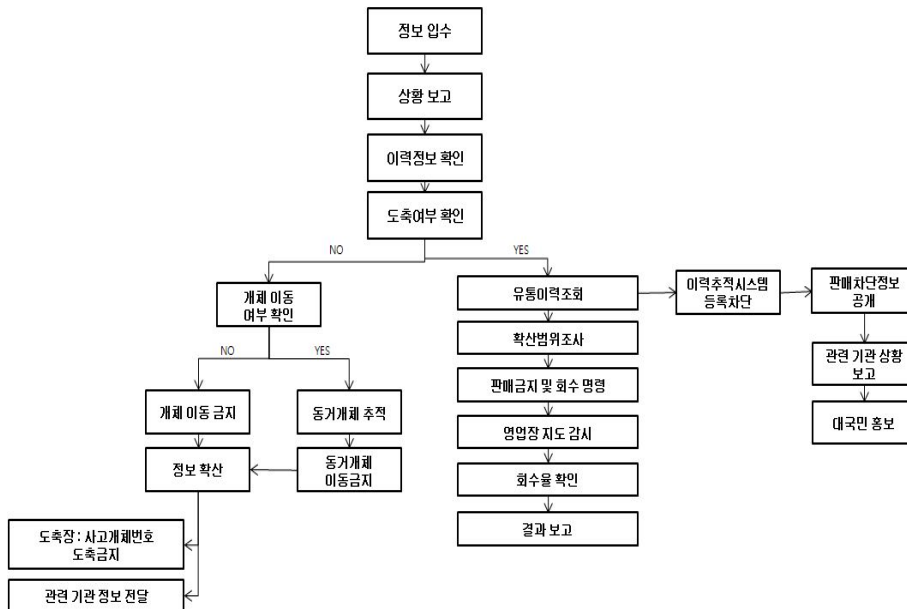 정보 입수
상황 보고
이력정보 확인
도축여부 확인
NO
YES
개체 이동
여부 확인
유통이력조회
이력추적시스템
등록차단
판매차단정보
공개
확산범위조사
관련 기관 상황
보고
NO
YES
판매금지 및 회수 명령
개체 이동 금지
동거개체 추적
영업장 지도 감시
대국민 홍보
정보 확산
동거개체
이동금지
회수율 확인
결과 보고
도축장 : 사고개체번호
도축금지
관련 기관 정보 전달